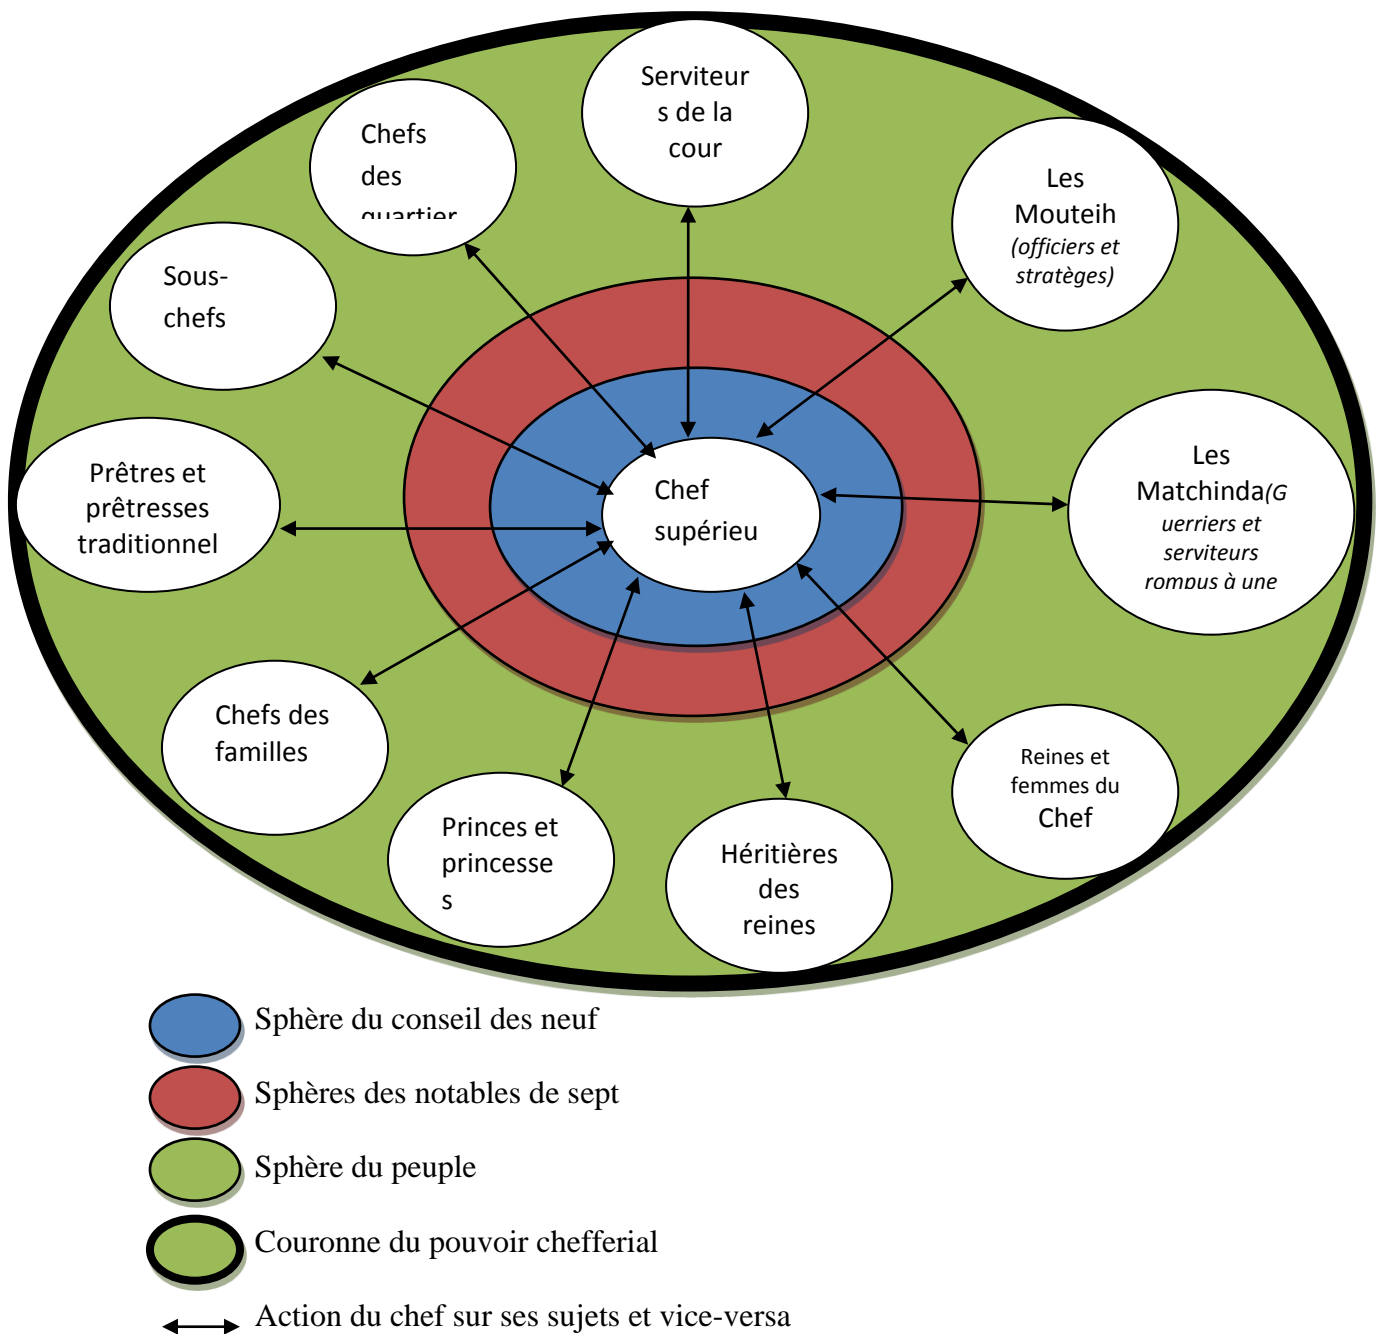 Serviteur
s de la
cour
Chefs
des
quartier
Les
Mouteih
(officiers et
stratèges)
Sous-
chefs
Prêtres et
prêtresses
traditionnel
Chef
supérieu
Les
Matchinda(G
uerriers et
serviteurs
rompus à une
Chefs des
familles
Princes et
princesse
s
Héritières
des
reines
Reines et
femmes du
Chef
Sphère du conseil des neuf
Sphères des notables de sept
Sphère du peuple
Couronne du pouvoir chefferial
Action du chef sur ses sujets et vice-versa